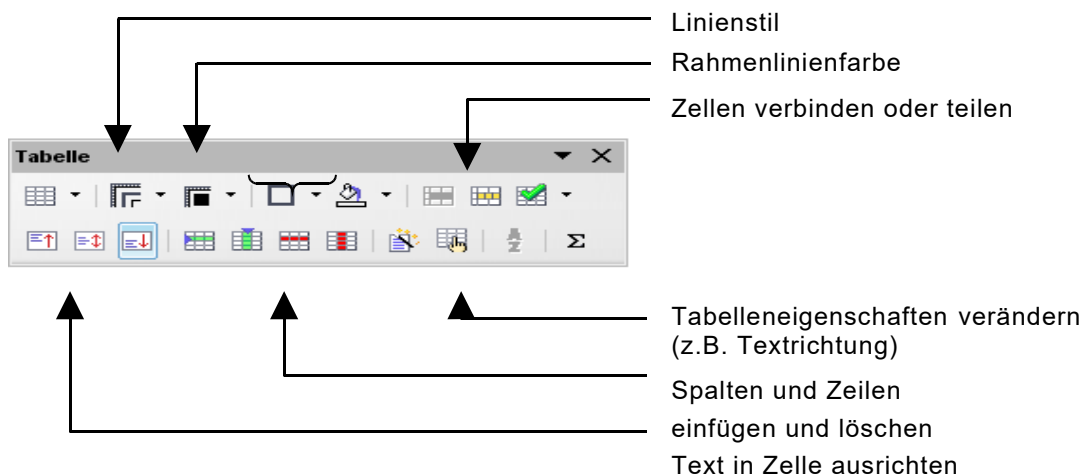 Linienstil
Rahmenlinienfarbe
Zellen verbinden oder teilen
Tabelle
Σ
Tabelleneigenschaften verändern
(z.B. Textrichtung)
Spalten und Zeilen
einfügen und löschen
Text in Zelle ausrichten